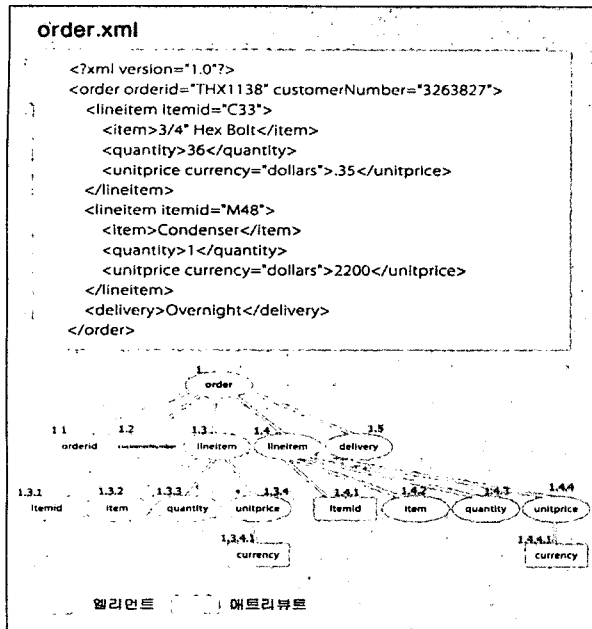 order.xml
<?xml version="1.0"?>
<order orderid="THX1138" customerNumber="3263827">
<lineitem itemid="C33">
<item>3/4" Hex Bolt</item>
<quantity>36</quantity>
<unitprice currency="dollars">.35</unitprice>
</lineitem>
<lineitem itemid="M48">
<item>Condenser</item>
<quantity>1</quantity>
<unitprice currency="dollars">2200</unitprice>
</lineitem>
<delivery>Overnight</delivery>
</order>
1.
order
1.1 1.2 1.3 1.4 1.5
orderid customerNumber lineitem lineitem delivery
1.3.1 1.3.2 1.3.3 1.3.4 1.4.1 1.4.2 1.4.3 1.4.4
itemid item quantity unitprice itemid item quantity unitprice
1.3.4.1 1.4.4.1
currency currency
엘리먼트 애트리뷰트